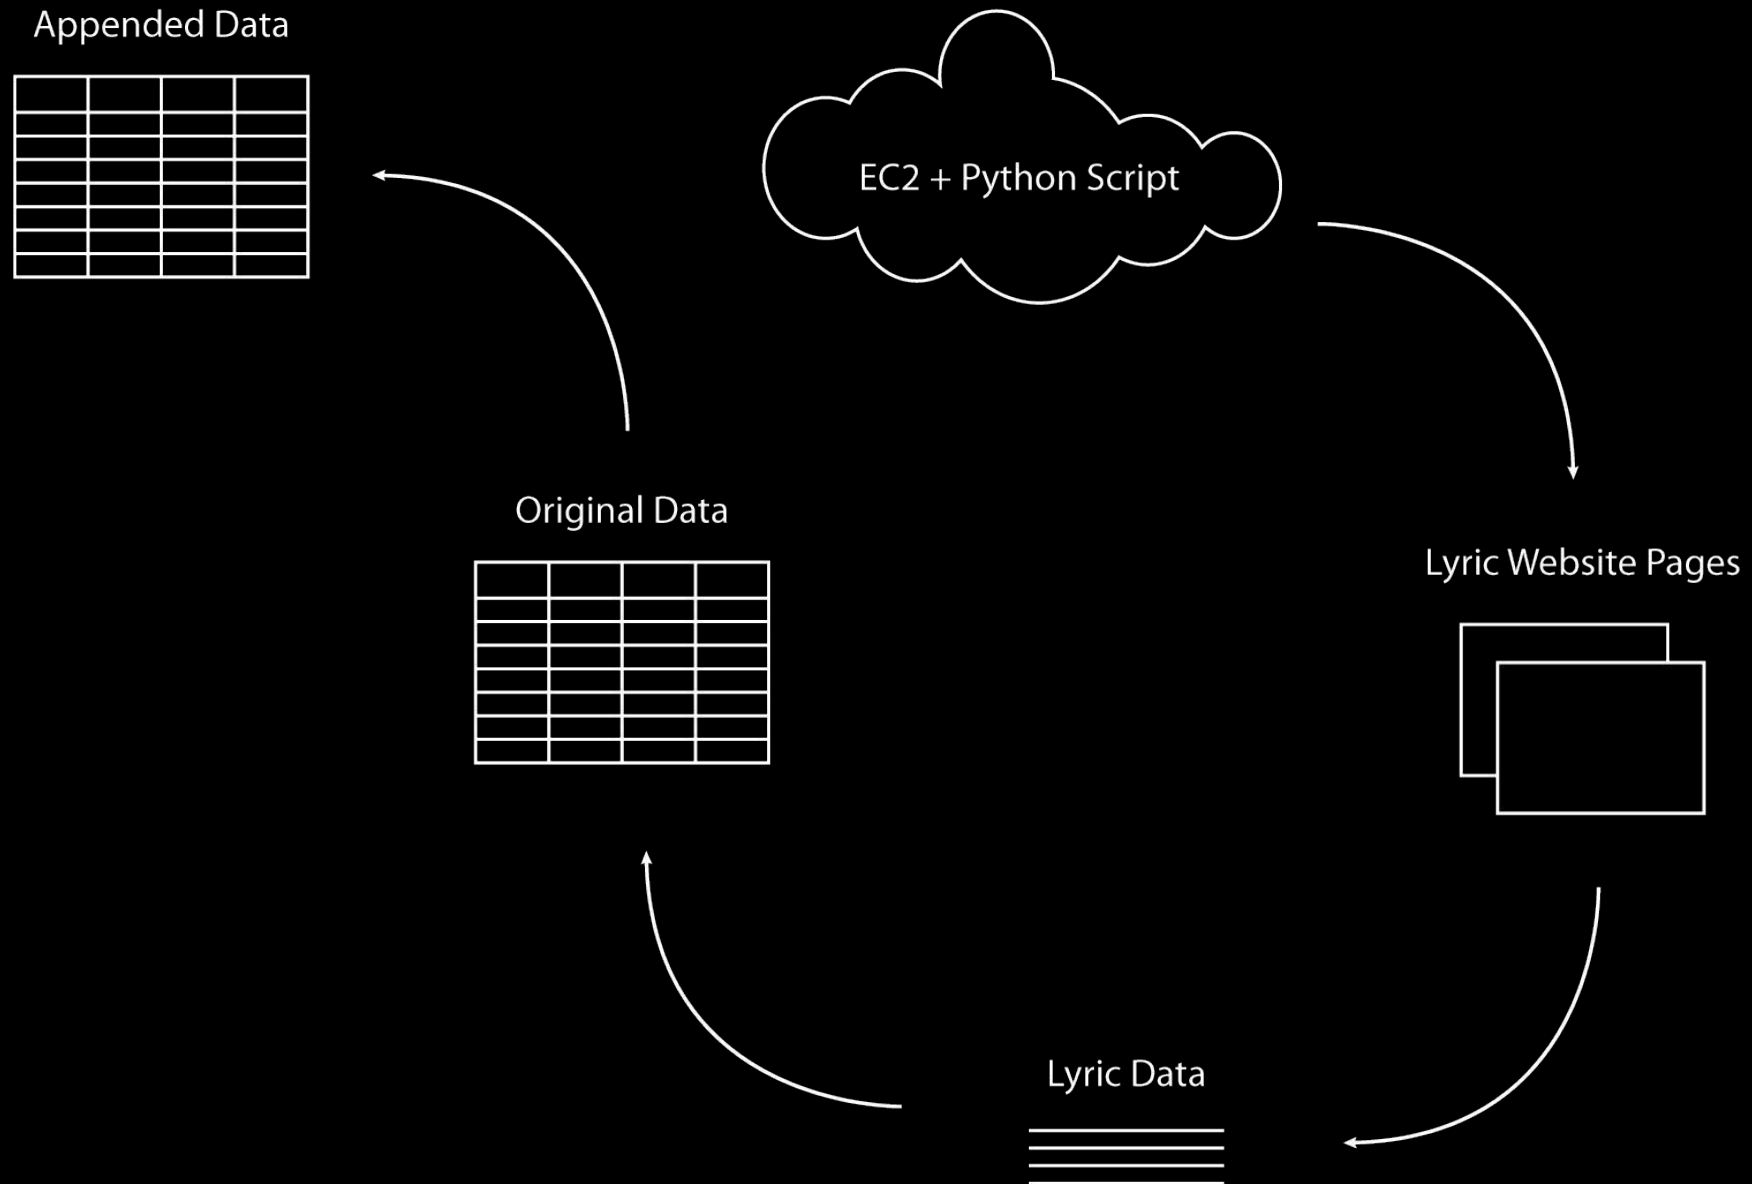 Appended Data
EC2 + Python Script
Original Data
Lyric Website Pages
Lyric Data